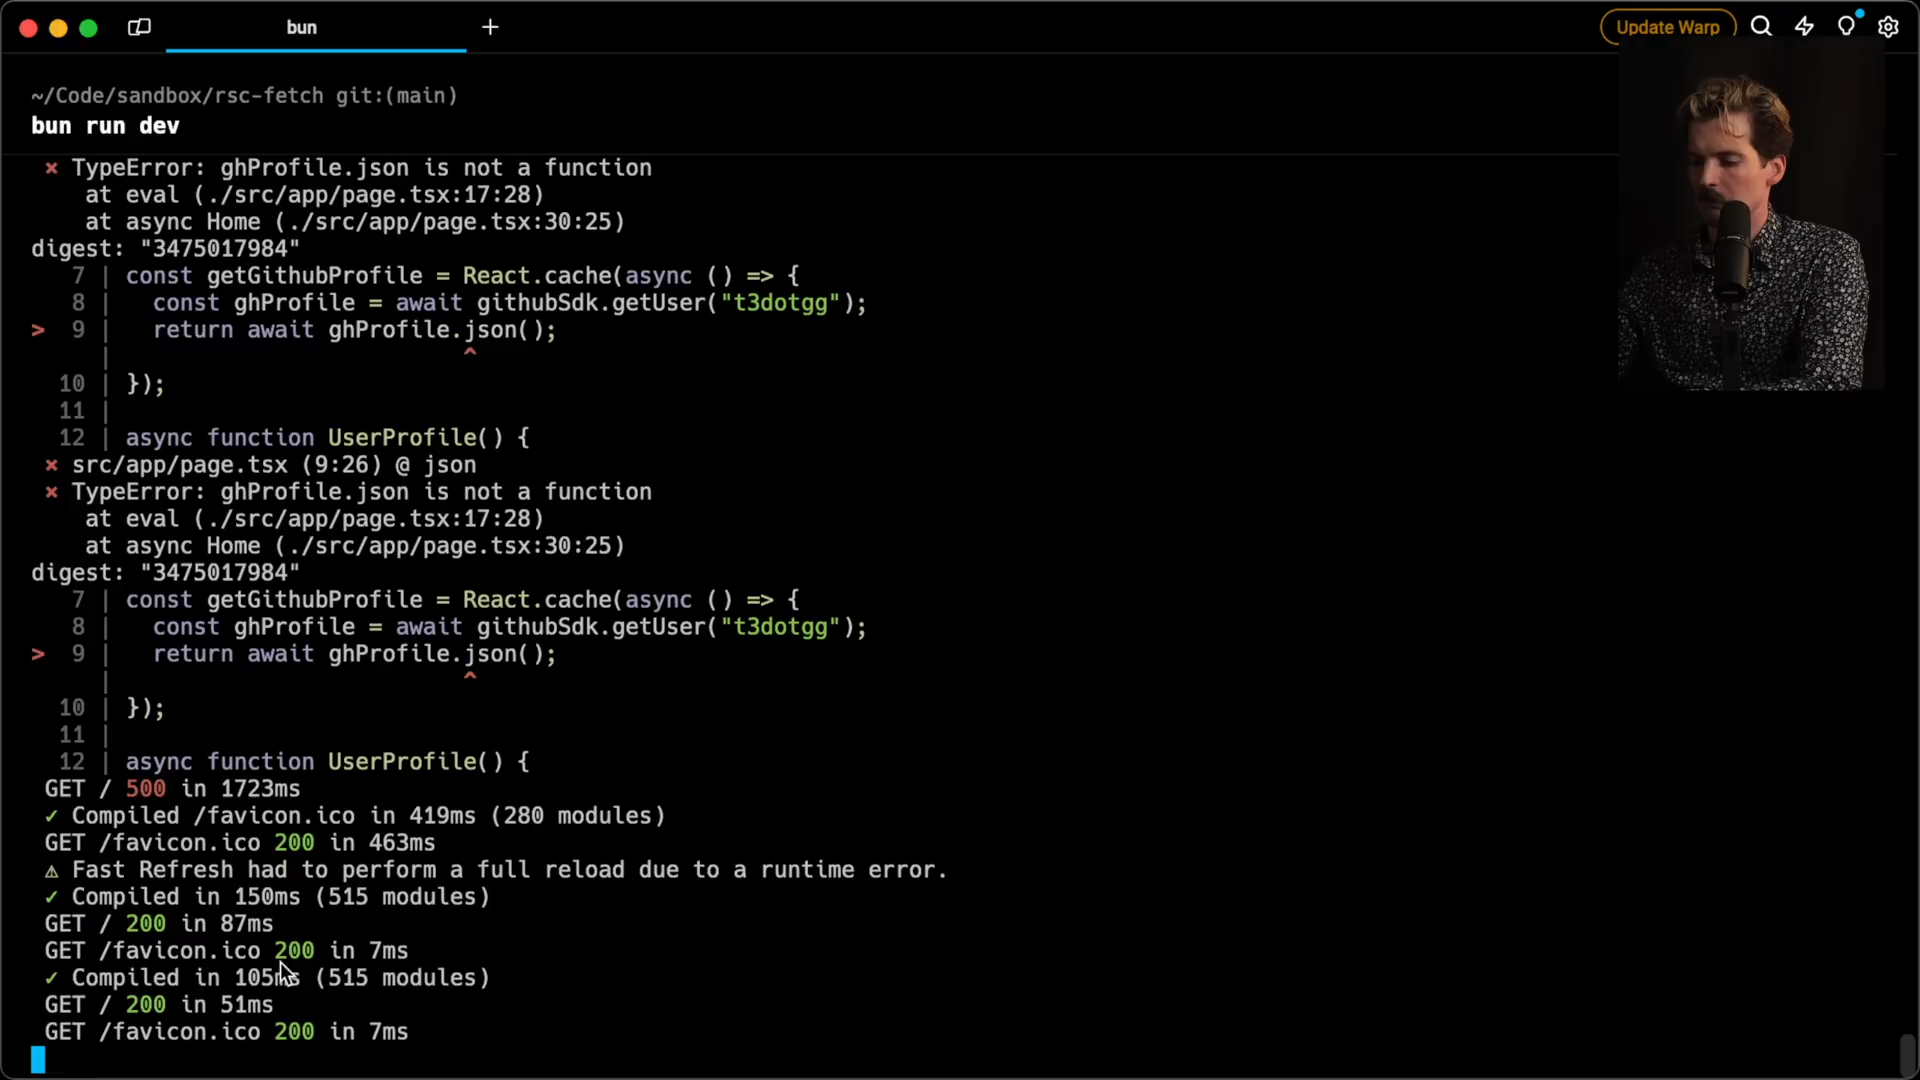 bun
Update Warp
~/Code/sandbox/rsc-fetch git:(main)
bun run dev
⨯ TypeError: ghProfile.json is not a function
at eval (./src/app/page.tsx:17:28)
at async Home (./src/app/page.tsx:30:25)
digest: "3475017984"
7 | const getGithubProfile = React.cache(async () => {
8 |   const ghProfile = await githubSdk.getUser("t3dotgg");
> 9 |   return await ghProfile.json();
| ^
10 | });
11 |
12 | async function UserProfile() {
⨯ src/app/page.tsx (9:26) @ json
⨯ TypeError: ghProfile.json is not a function
at eval (./src/app/page.tsx:17:28)
at async Home (./src/app/page.tsx:30:25)
digest: "3475017984"
7 | const getGithubProfile = React.cache(async () => {
8 |   const ghProfile = await githubSdk.getUser("t3dotgg");
> 9 |   return await ghProfile.json();
| ^
10 | });
11 |
12 | async function UserProfile() {
GET / 500 in 1723ms
✓ Compiled /favicon.ico in 419ms (280 modules)
GET /favicon.ico 200 in 463ms
⚠ Fast Refresh had to perform a full reload due to a runtime error.
✓ Compiled in 150ms (515 modules)
GET / 200 in 87ms
GET /favicon.ico 200 in 7ms
✓ Compiled in 105ms (515 modules)
GET / 200 in 51ms
GET /favicon.ico 200 in 7ms